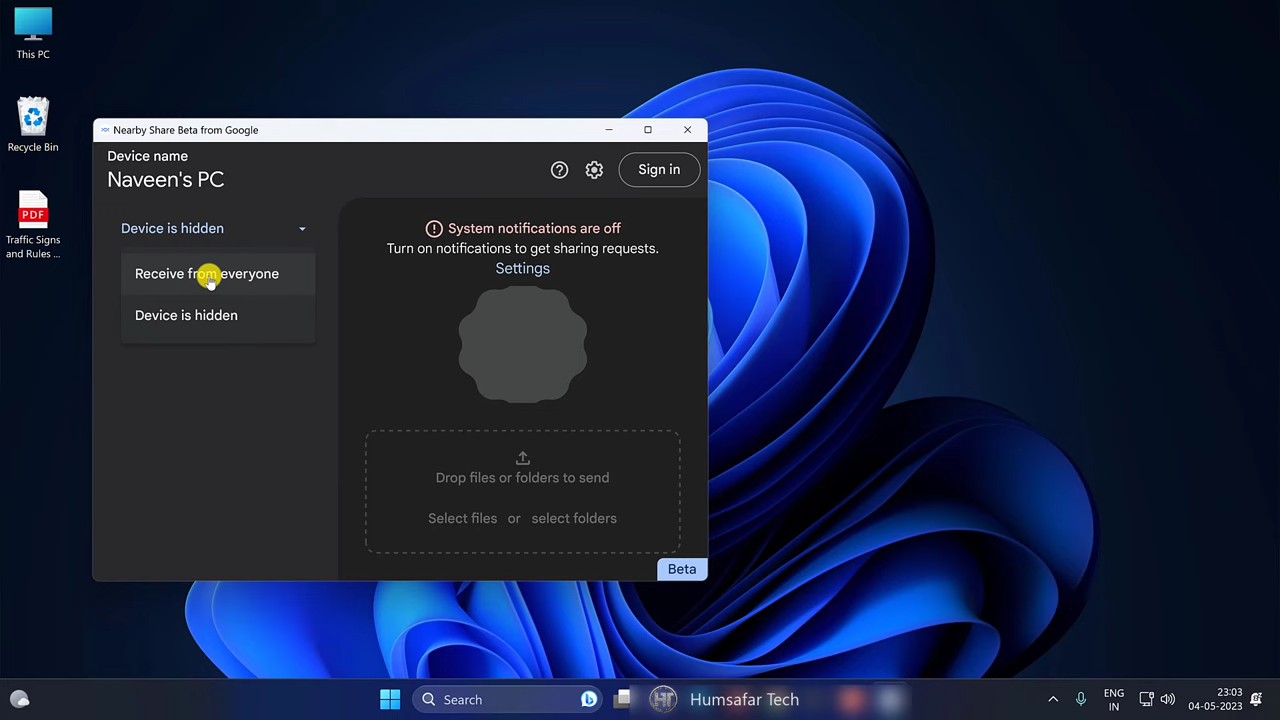 This PC
Recycle Bin
PDF
Traffic Signs
and Rules ...
Nearby Share Beta from Google
Device name
Naveen's PC
Sign in
Device is hidden
Receive from everyone
Device is hidden
System notifications are off
Turn on notifications to get sharing requests.
Settings
Drop files or folders to send
Select files or select folders
Beta
Search
HT
Humsafar Tech
ENG
IN
23:03
04-05-2023